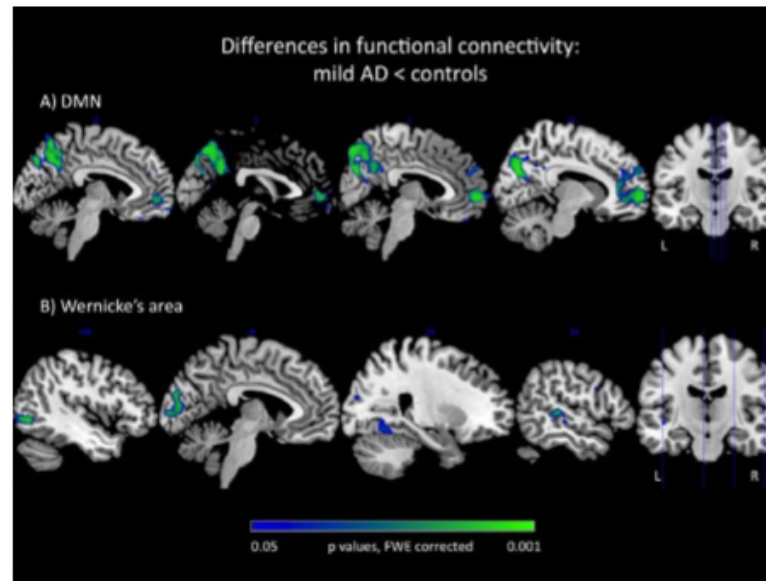 Differences in functional connectivity:
mild AD < controls
A) DMN
L R
B) Wernicke's area
L R
0.05 p values, FWE corrected 0.001